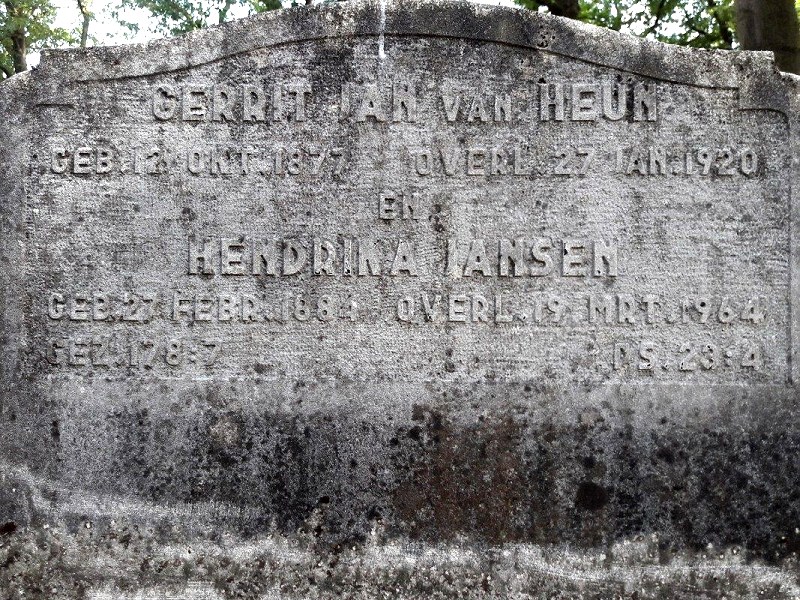 GERRIT JAN VAN HEUN
GEB. 12 OKT. 1877 OVERL. 27 JAN. 1920
EN
HENDRINA JANSEN
GEB. 27 FEBR. 1884 OVERL. 19 MRT. 1964
GEZ. 178:7 PS. 23:4